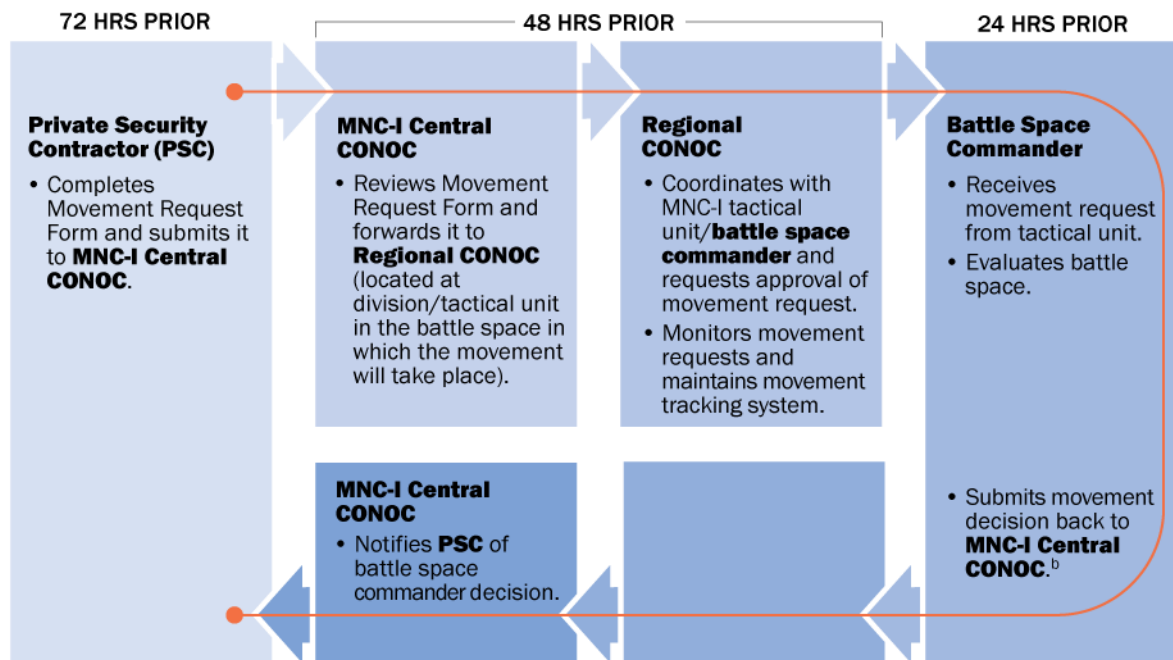 72 HRS PRIOR
48 HRS PRIOR
24 HRS PRIOR
Private Security
Contractor (PSC)
• Completes
Movement Request
Form and submits it
to MNC-I Central
CONOC.
MNC-I Central
CONOC
• Reviews Movement
Request Form and
forwards it to
Regional CONOC
(located at
division/tactical unit
in the battle space in
which the movement
will take place).
Regional
CONOC
• Coordinates with
MNC-I tactical
unit/battle space
commander and
requests approval of
movement request.
• Monitors movement
requests and
maintains movement
tracking system.
Battle Space
Commander
• Receives
movement request
from tactical unit.
• Evaluates battle
space.
• Submits movement
decision back to
MNC-I Central
CONOC.b
MNC-I Central
CONOC
• Notifies PSC of
battle space
commander decision.